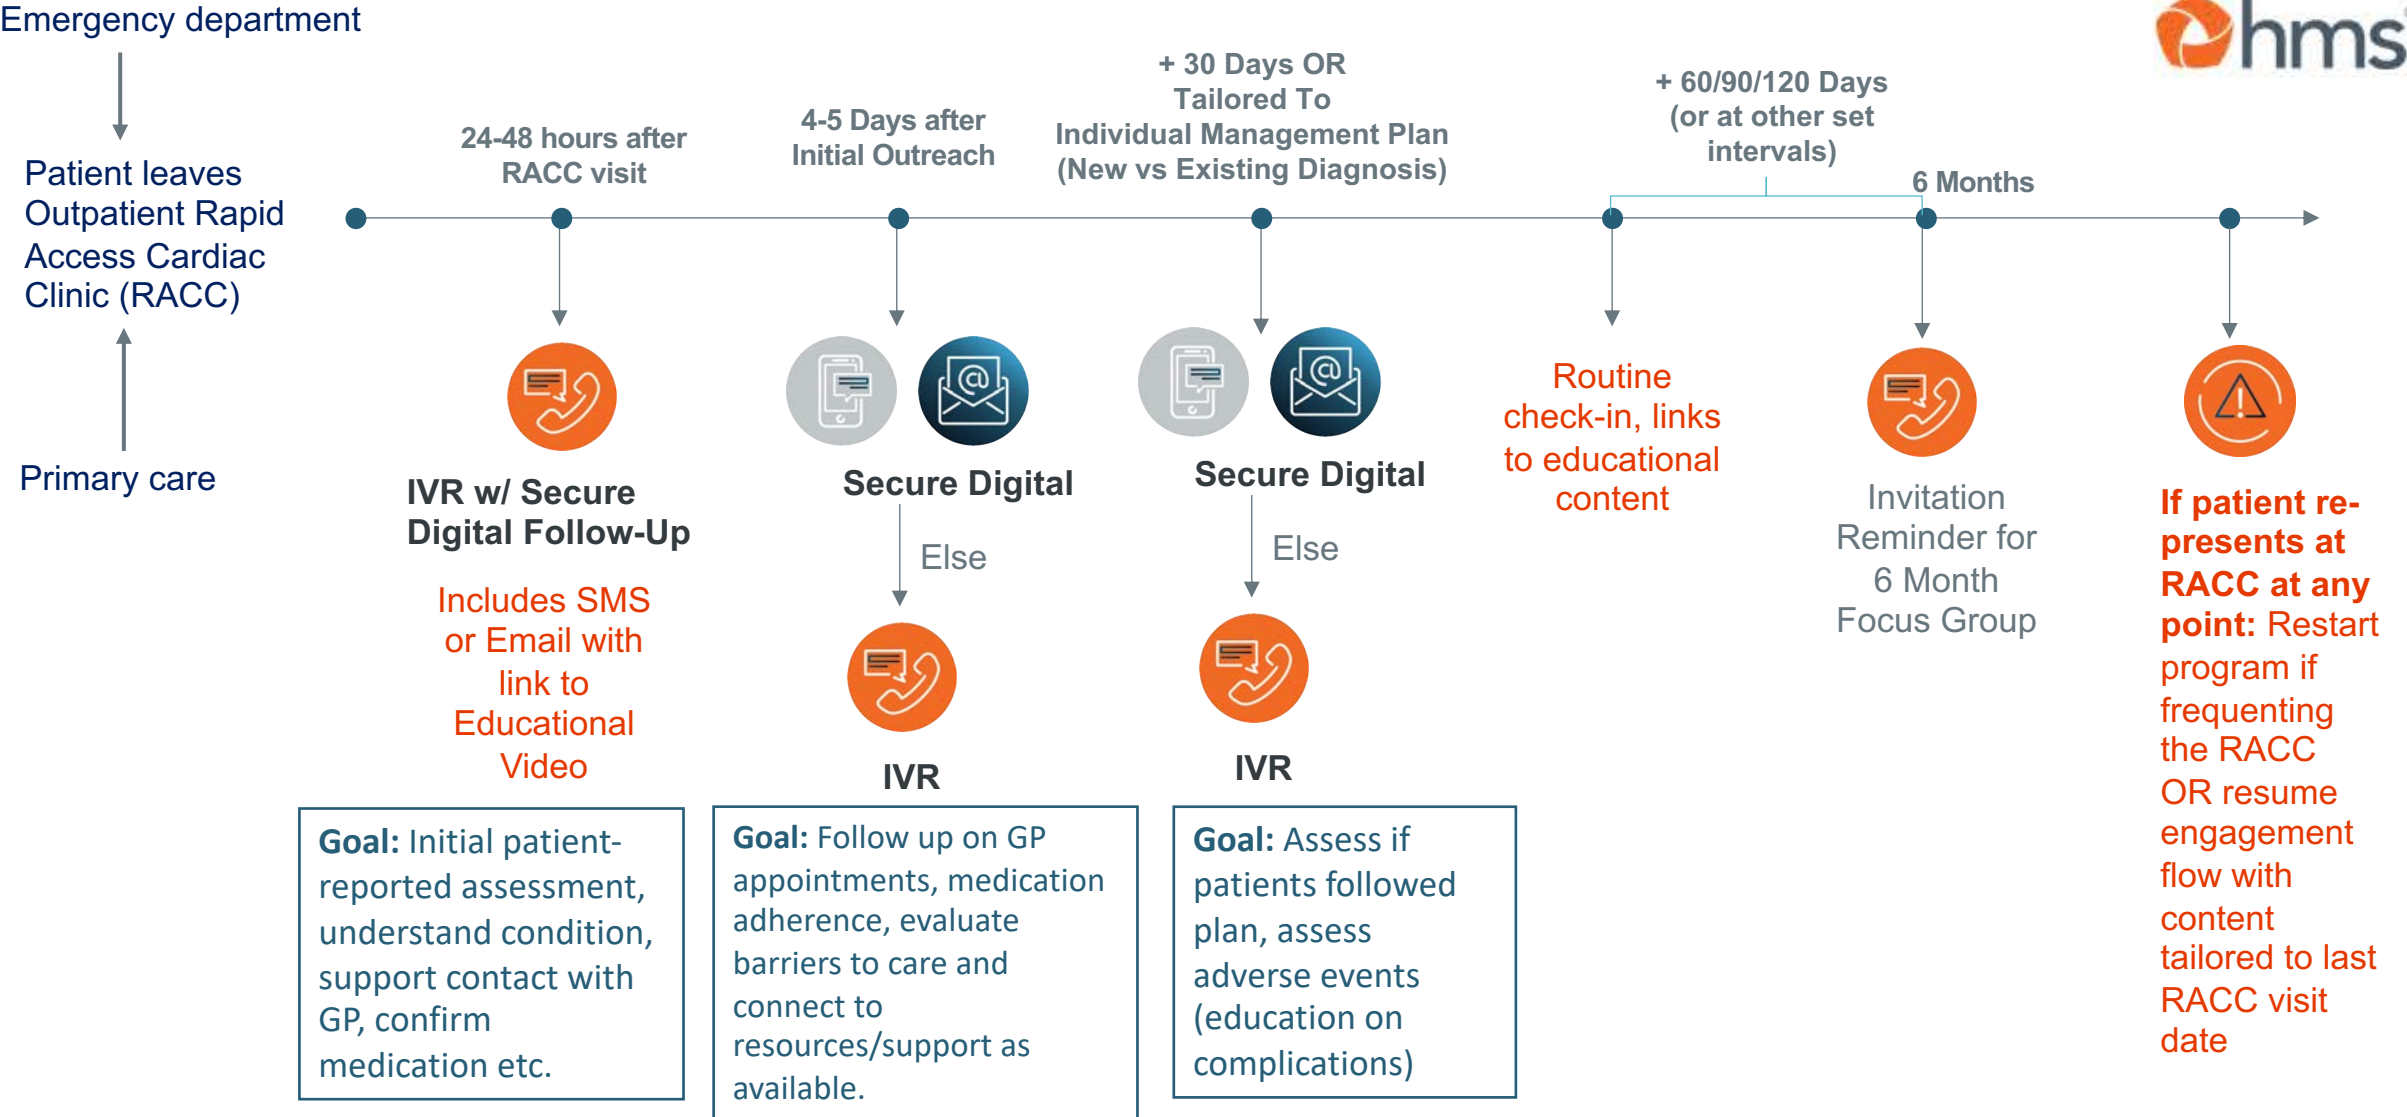 Emergency department
hms
Patient leaves
Outpatient Rapid
Access Cardiac
Clinic (RACC)
Primary care
24-48 hours after
RACC visit
4-5 Days after
Initial Outreach
+ 30 Days OR
Tailored To
Individual Management Plan
(New vs Existing Diagnosis)
+ 60/90/120 Days
(or at other set
intervals)
6 Months
IVR w/ Secure
Digital Follow-Up
Includes SMS
or Email with
link to
Educational
Video
@
Secure Digital
Else
IVR
@
Secure Digital
Else
IVR
Routine
check-in, links
to educational
content
Invitation
Reminder for
6 Month
Focus Group
If patient re-
presents at
RACC at any
point: Restart
program if
frequenting
the RACC
OR resume
engagement
flow with
content
tailored to last
RACC visit
date
Goal: Initial patient-
reported assessment,
understand condition,
support contact with
GP, confirm
medication etc.
Goal: Follow up on GP
appointments, medication
adherence, evaluate
barriers to care and
connect to
resources/support as
available.
Goal: Assess if
patients followed
plan, assess
adverse events
(education on
complications)